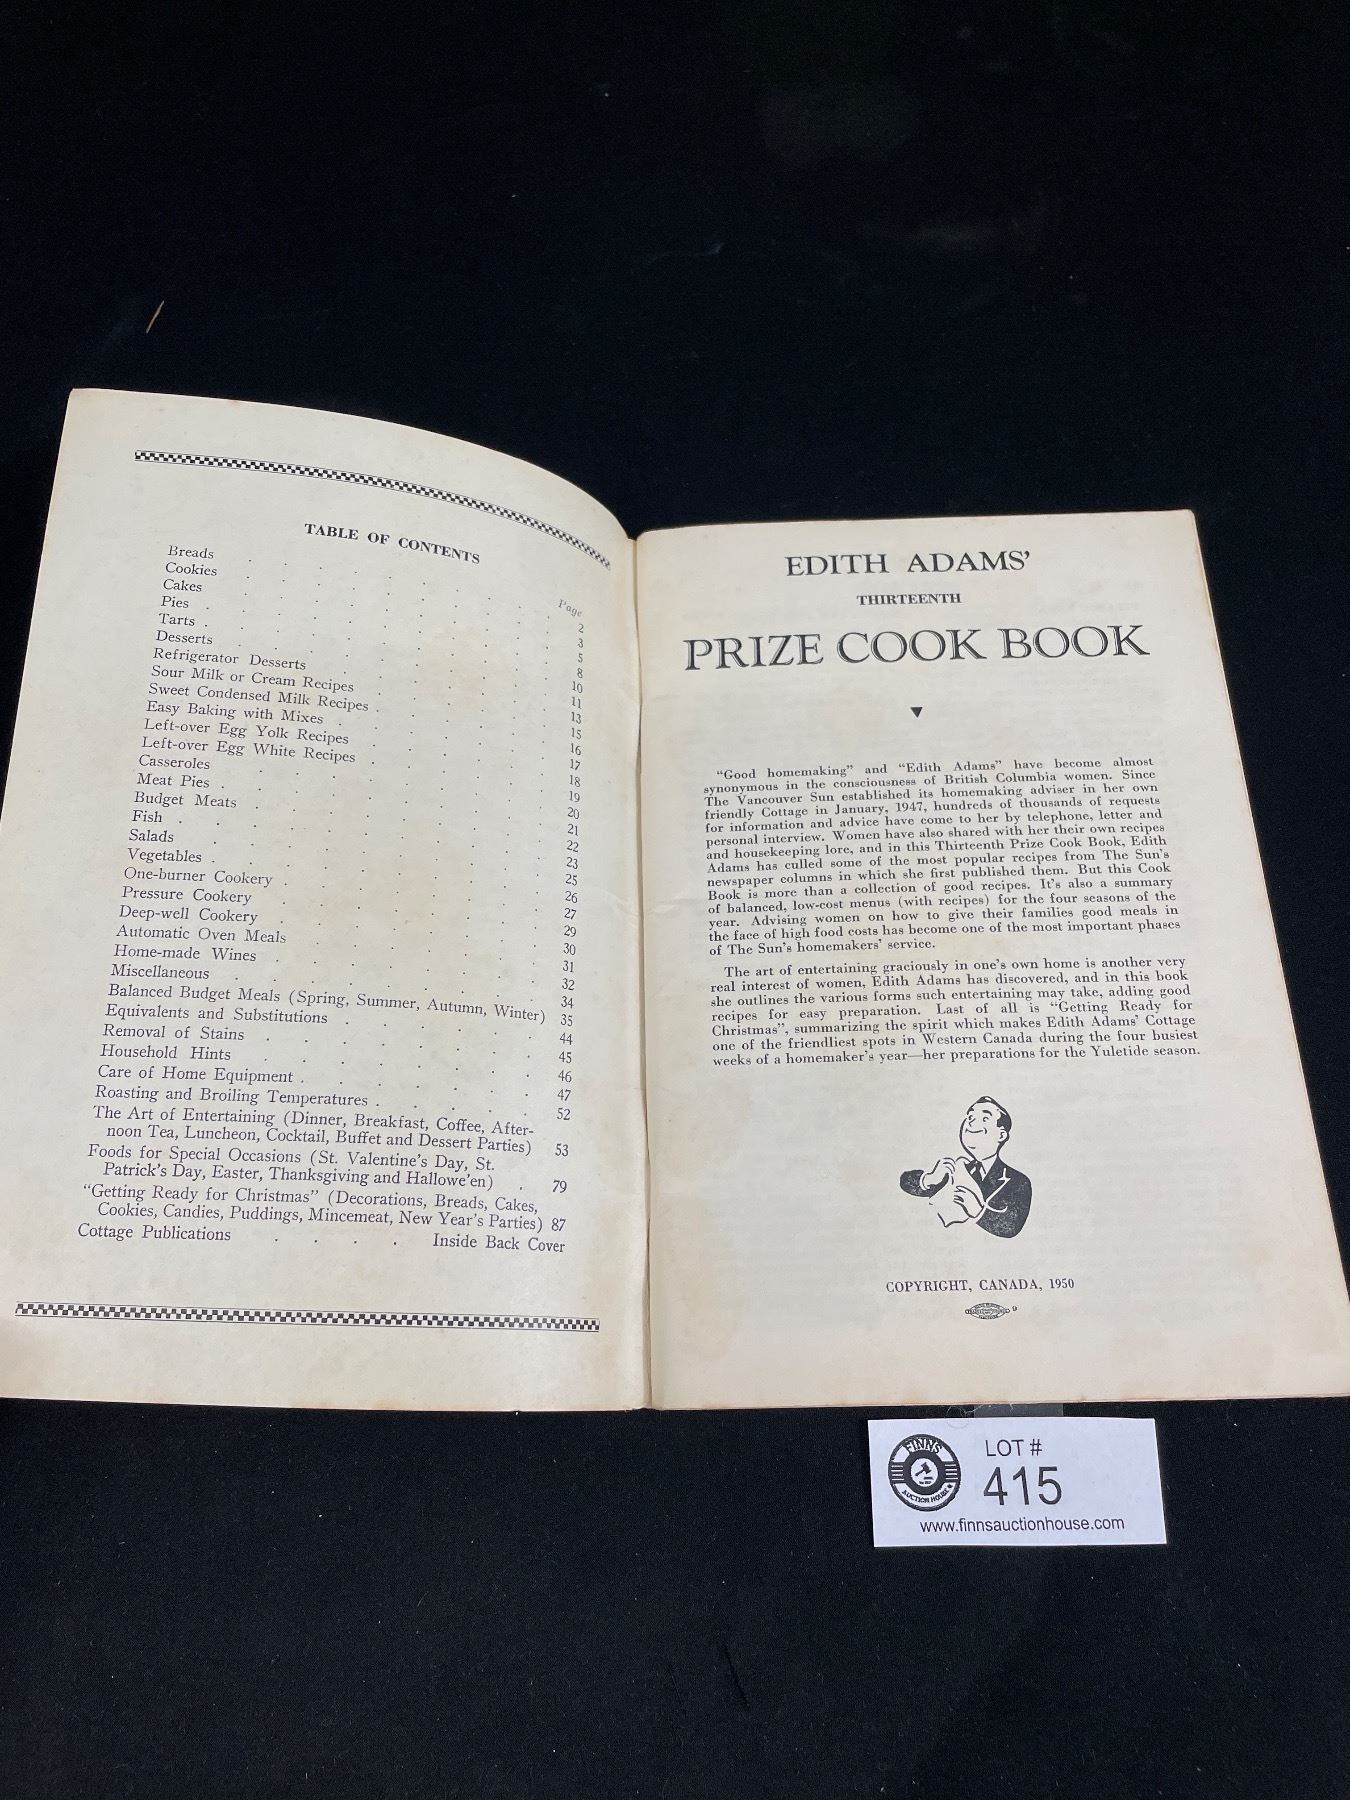 TABLE OF CONTENTS
Page
Breads 2
Cookies 3
Cakes 5
Pies 8
Tarts 10
Desserts 11
Refrigerator Desserts 13
Sour Milk or Cream Recipes 15
Sweet Condensed Milk Recipes 16
Easy Baking with Mixes 17
Left-over Egg Yolk Recipes 18
Left-over Egg White Recipes 19
Casseroles 20
Meat Pies 21
Budget Meats 22
Fish 23
Salads 25
Vegetables 26
One-burner Cookery 27
Pressure Cookery 29
Deep-well Cookery 30
Automatic Oven Meals 31
Home-made Wines 32
Miscellaneous 34
Balanced Budget Meals (Spring, Summer, Autumn, Winter) 35
Equivalents and Substitutions 44
Removal of Stains 45
Household Hints 46
Care of Home Equipment 47
Roasting and Broiling Temperatures 52
The Art of Entertaining (Dinner, Breakfast, Coffee, After-
noon Tea, Luncheon, Cocktail, Buffet and Dessert Parties) 53
Foods for Special Occasions (St. Valentine's Day, St.
Patrick's Day, Easter, Thanksgiving and Hallowe'en) 79
"Getting Ready for Christmas" (Decorations, Breads, Cakes,
Cookies, Candies, Puddings, Mincemeat, New Year's Parties) 87
Cottage Publications Inside Back Cover
EDITH ADAMS'
THIRTEENTH
PRIZE COOK BOOK
"Good homemaking" and "Edith Adams" have become almost
synonymous in the consciousness of British Columbia women. Since
The Vancouver Sun established its homemaking adviser in her own
friendly Cottage in January, 1947, hundreds of thousands of requests
for information and advice have come to her by telephone, letter and
personal interview. Women have also shared with her their own recipes
and housekeeping lore, and in this Thirteenth Prize Cook Book, Edith
Adams has culled some of the most popular recipes from The Sun's
newspaper columns in which she first published them. But this Cook
Book is more than a collection of good recipes. It's also a summary
of balanced, low-cost menus (with recipes) for the four seasons of the
year. Advising women on how to give their families good meals in
the face of high food costs has become one of the most important phases
of The Sun's homemakers' service.
The art of entertaining graciously in one's own home is another very
real interest of women, Edith Adams has discovered, and in this book
she outlines the various forms such entertaining may take, adding good
recipes for easy preparation. Last of all is "Getting Ready for
Christmas", summarizing the spirit which makes Edith Adams' Cottage
one of the friendliest spots in Western Canada during the four busiest
weeks of a homemaker's year—her preparations for the Yuletide season.
COPYRIGHT, CANADA, 1950
9
FINNS
AUCTION HOUSE
LOT #
415
www.finnsauctionhouse.com